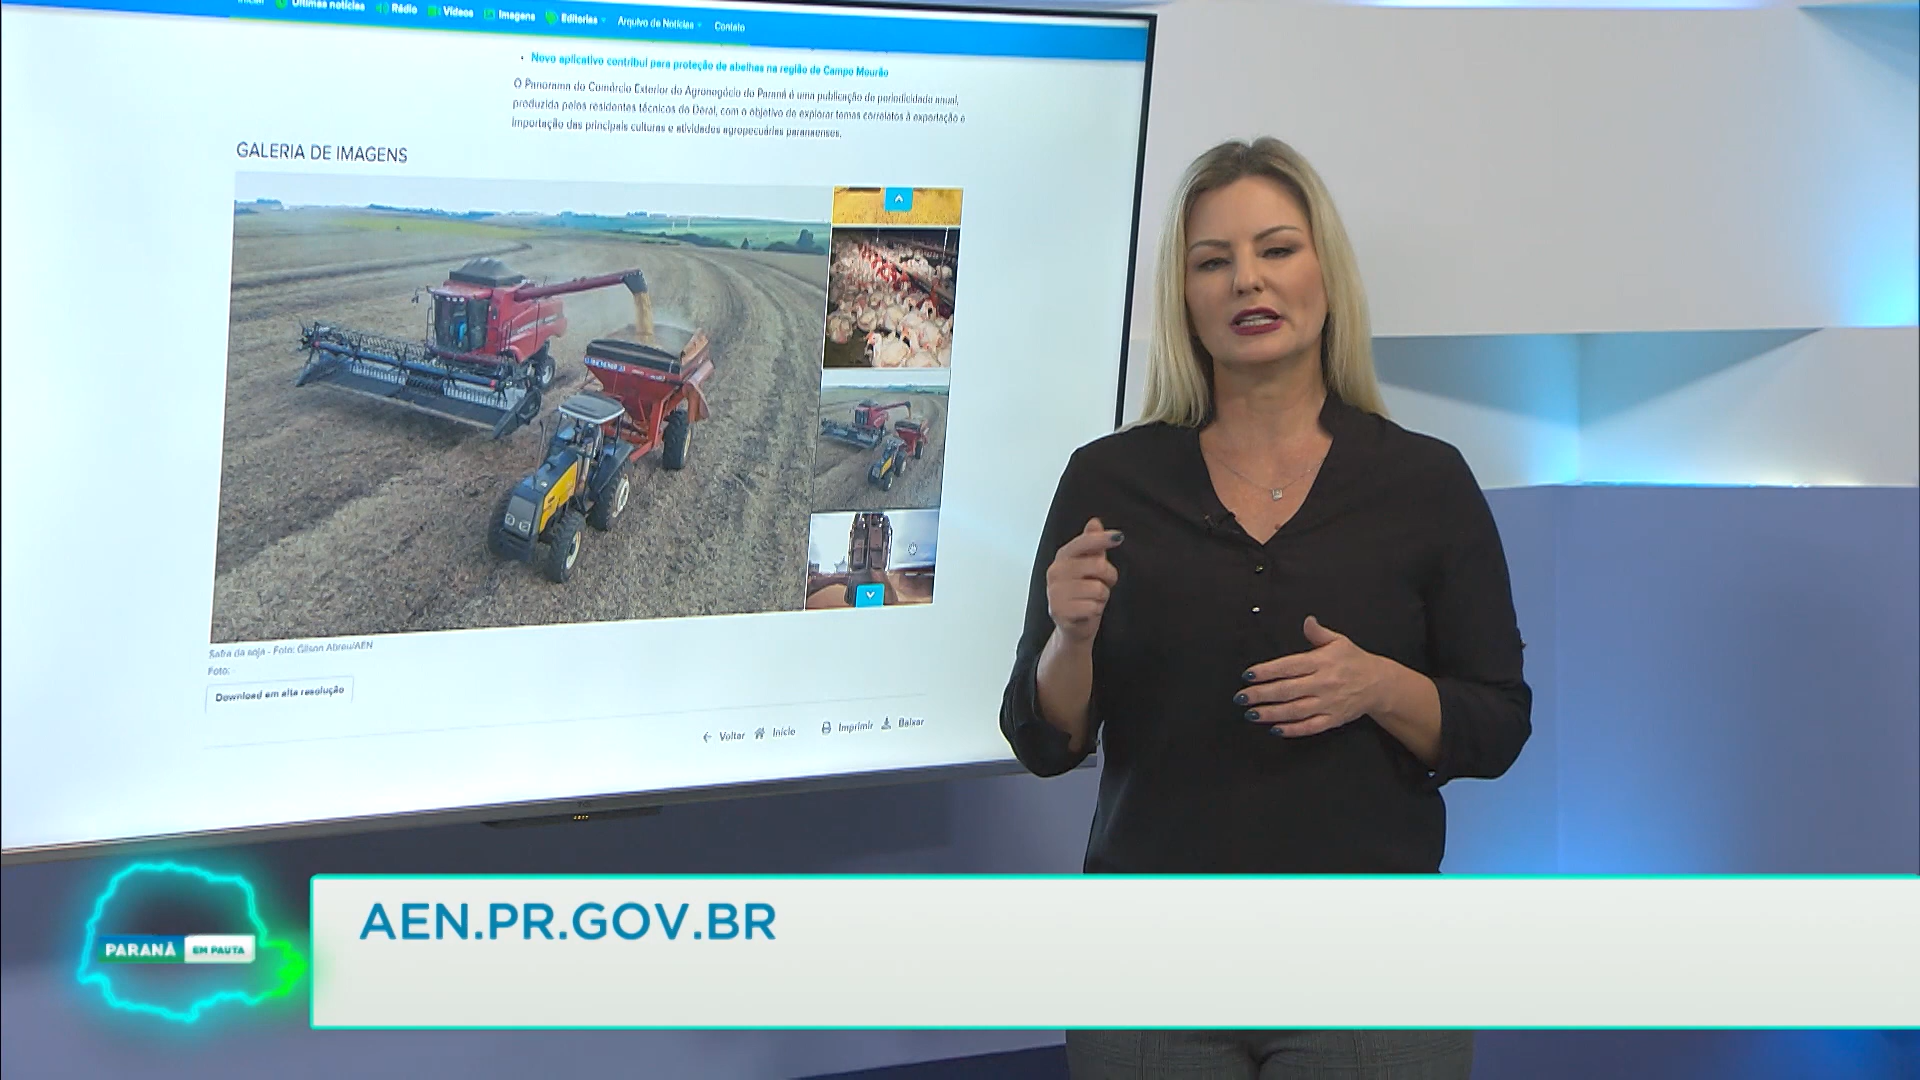 Últimas notícias Rádio Vídeos Imagens Editorias Arquivo de Notícias Contato
• Novo aplicativo contribui para proteção de abelhas na região de Campo Mourão
O Panorama do Comércio Exterior do Agronegócio do Paraná é uma publicação de periodicidade anual,
produzida pelos residentes técnicos do Deral, com o objetivo de explorar temas correlatos à exportação e
importação das principais culturas e atividades agropecuárias paranaenses.
GALERIA DE IMAGENS
Safra da soja - Foto: Gilson Abreu/AEN
Foto:
Download em alta resolução
Voltar Início Imprimir Baixar
PARANÁ EM PAUTA
AEN.PR.GOV.BR